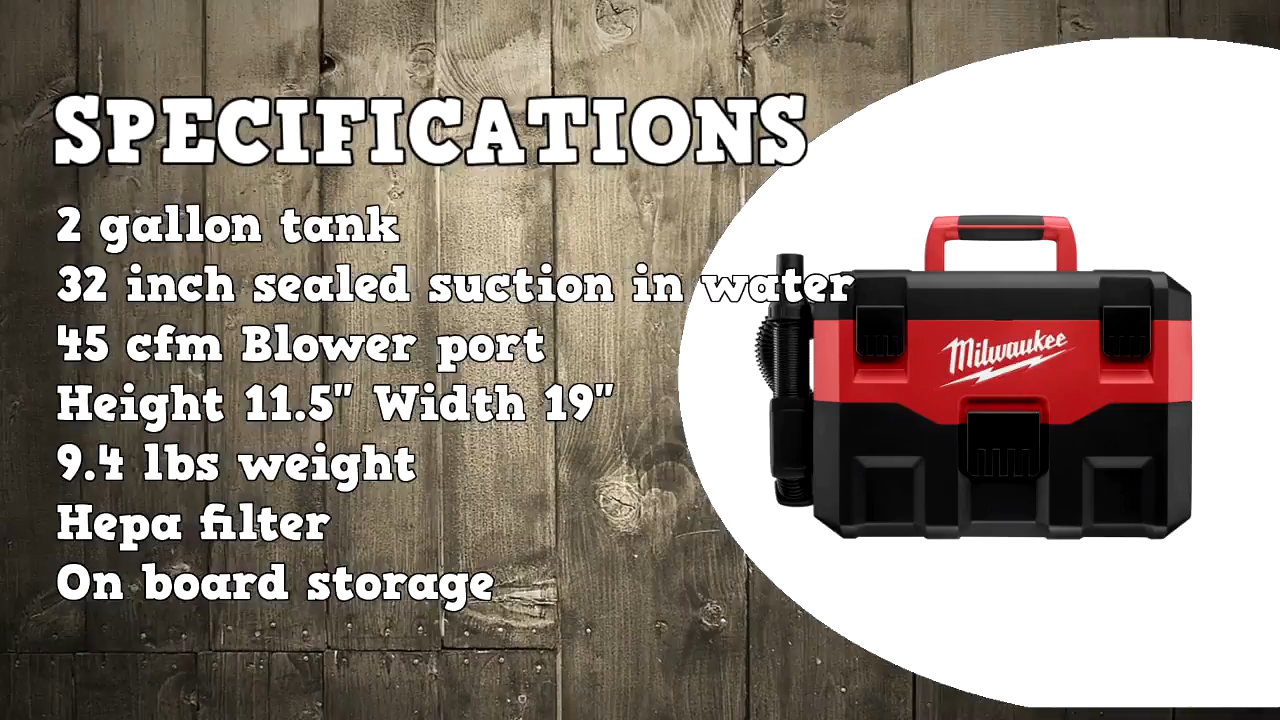 SPECIFICATIONS
2 gallon tank
32 inch sealed suction in water
45 cfm Blower port
Height 11.5" Width 19"
9.4 lbs weight
Hepa filter
On board storage
Milwaukee